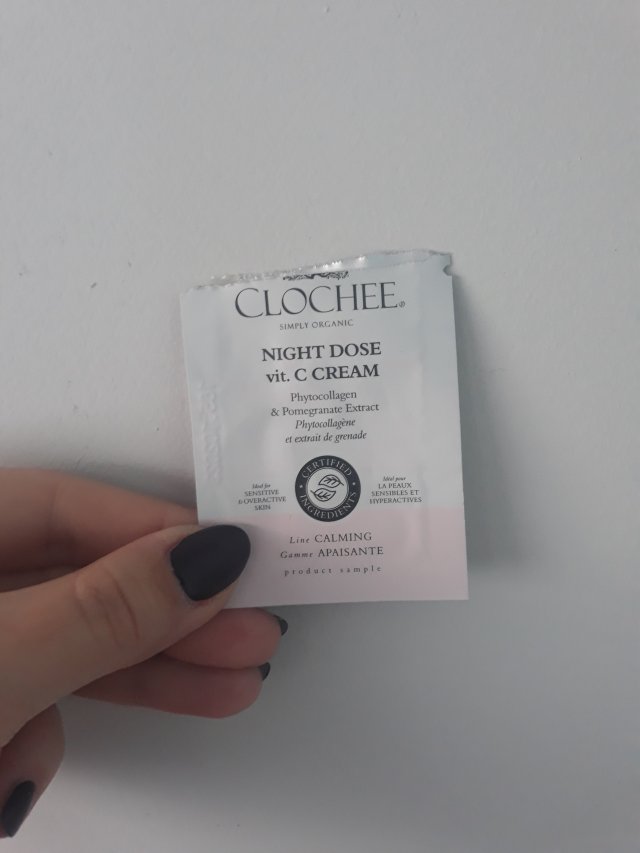 CLOCHEE
SIMPLY ORGANIC
NIGHT DOSE
vit. C CREAM
Phytocollagen
& Pomegranate Extract
Phytocollagène
et extrait de grenade
Ideal for
SENSITIVE
& OVERACTIVE
SKIN
CERTIFIED
INGREDIENTS
Idéal pour
LA PEAUX
SENSIBLES ET
HYPERACTIVES
Line CALMING
Gamme APAISANTE
product sample